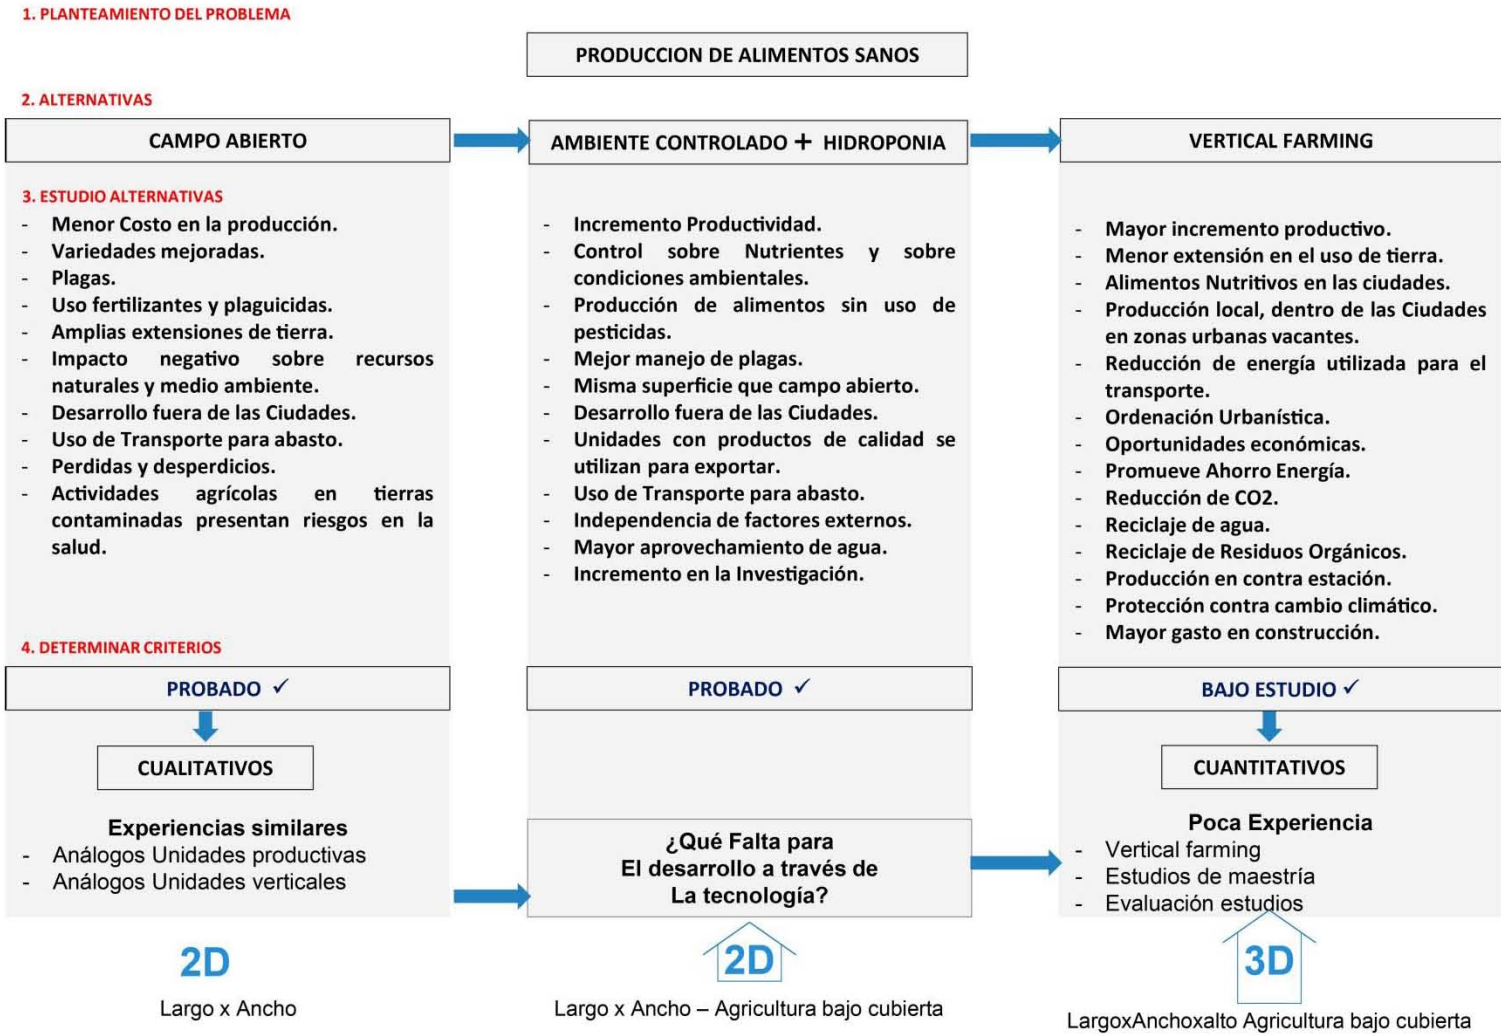 1. PLANTEAMIENTO DEL PROBLEMA
PRODUCCION DE ALIMENTOS SANOS
2. ALTERNATIVAS
CAMPO ABIERTO
AMBIENTE CONTROLADO + HIDROPONIA
VERTICAL FARMING
3. ESTUDIO ALTERNATIVAS
- Menor Costo en la producción.
- Variedades mejoradas.
- Plagas.
- Uso fertilizantes y plaguicidas.
- Amplias extensiones de tierra.
- Impacto negativo sobre recursos
naturales y medio ambiente.
- Desarrollo fuera de las Ciudades.
- Uso de Transporte para abasto.
- Perdidas y desperdicios.
- Actividades agrícolas en tierras
contaminadas presentan riesgos en la
salud.
- Incremento Productividad.
- Control sobre Nutrientes y sobre
condiciones ambientales.
- Producción de alimentos sin uso de
pesticidas.
- Mejor manejo de plagas.
- Misma superficie que campo abierto.
- Desarrollo fuera de las Ciudades.
- Unidades con productos de calidad se
utilizan para exportar.
- Uso de Transporte para abasto.
- Independencia de factores externos.
- Mayor aprovechamiento de agua.
- Incremento en la Investigación.
- Mayor incremento productivo.
- Menor extensión en el uso de tierra.
- Alimentos Nutritivos en las ciudades.
- Producción local, dentro de las Ciudades
en zonas urbanas vacantes.
- Reducción de energía utilizada para el
transporte.
- Ordenación Urbanística.
- Oportunidades económicas.
- Promueve Ahorro Energía.
- Reducción de CO2.
- Reciclaje de agua.
- Reciclaje de Residuos Orgánicos.
- Producción en contra estación.
- Protección contra cambio climático.
- Mayor gasto en construcción.
4. DETERMINAR CRITERIOS
PROBADO ✓
PROBADO ✓
BAJO ESTUDIO ✓
CUALITATIVOS
CUANTITATIVOS
Experiencias similares
- Análogos Unidades productivas
- Análogos Unidades verticales
¿Qué Falta para
El desarrollo a través de
La tecnología?
Poca Experiencia
- Vertical farming
- Estudios de maestría
- Evaluación estudios
2D
2D
3D
Largo x Ancho
Largo x Ancho – Agricultura bajo cubierta
LargoxAnchoxalto Agricultura bajo cubierta